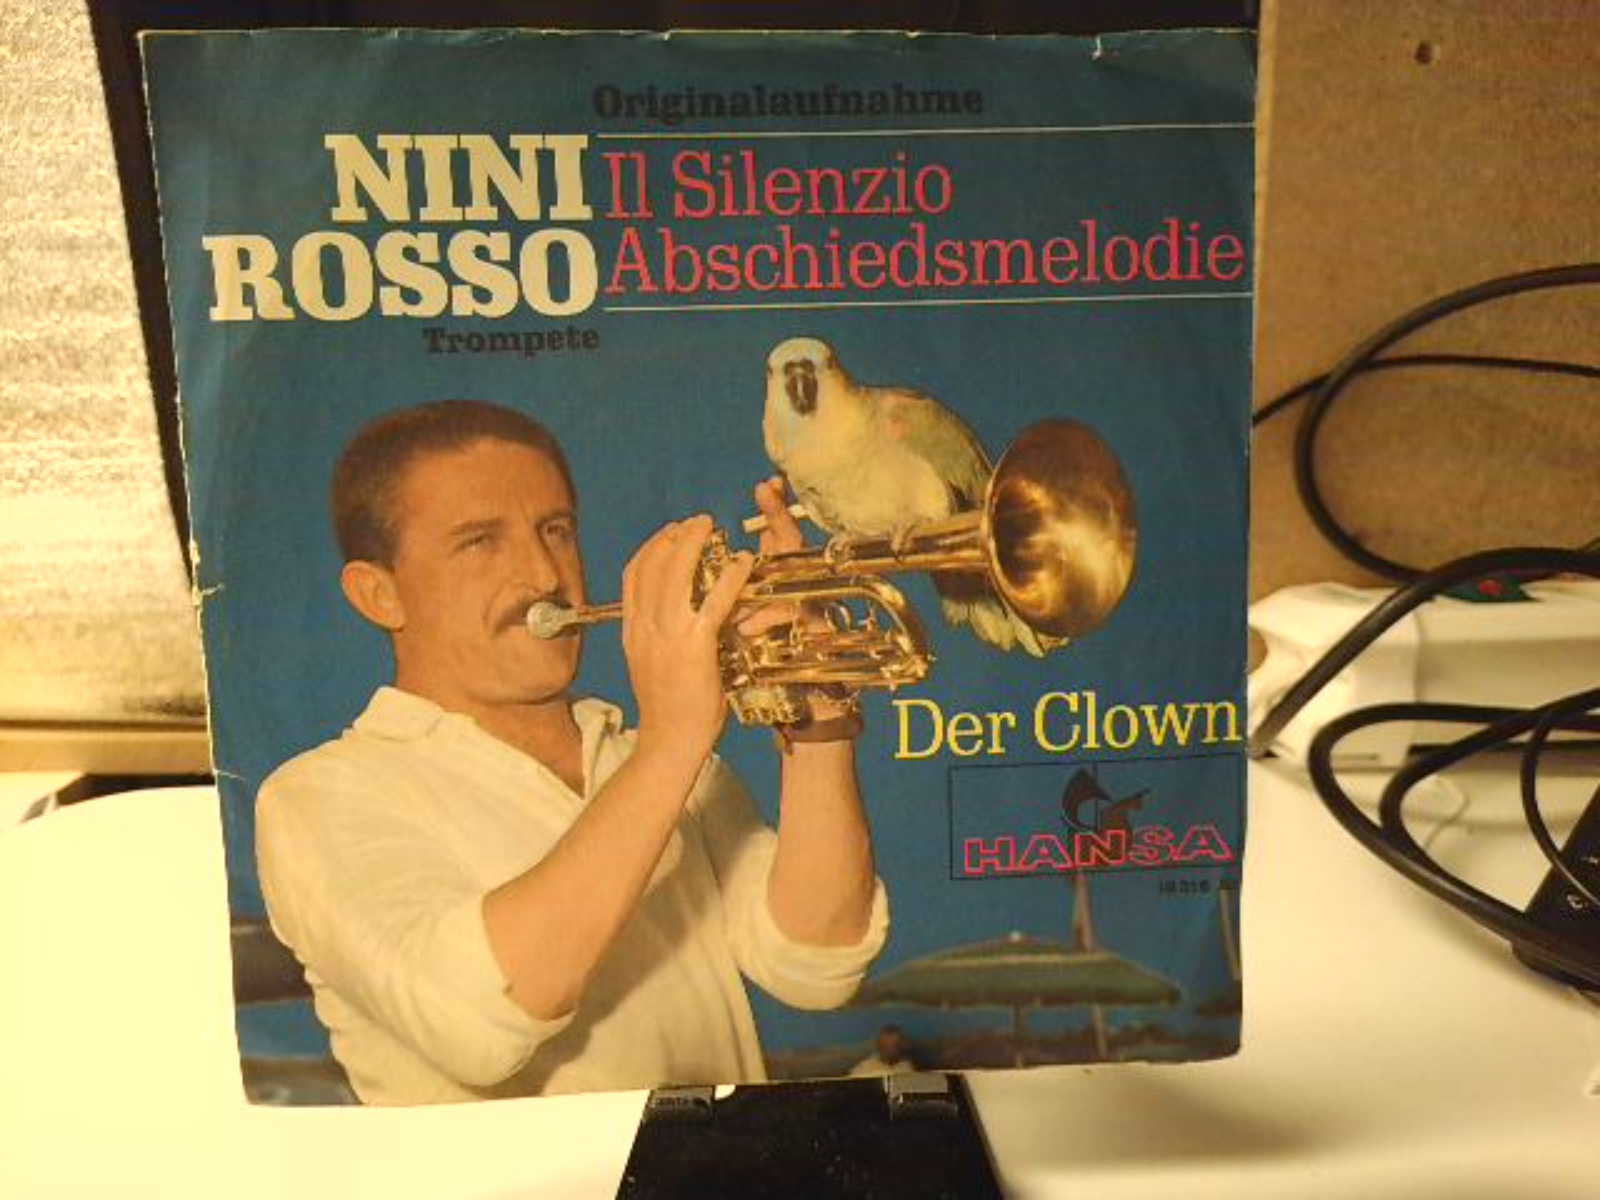 Originalaufnahme
NINI
ROSSO
Il Silenzio
Abschiedsmelodie
Trompete
Der Clown
HANSA